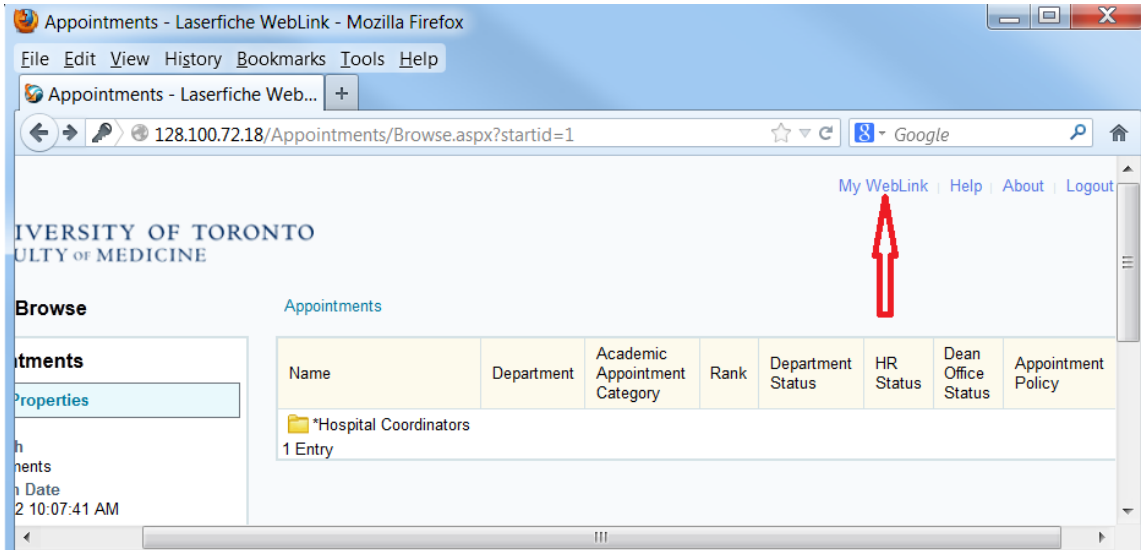 Appointments - Laserfiche WebLink - Mozilla Firefox
File Edit View History Bookmarks Tools Help
Appointments - Laserfiche Web... +
128.100.72.18/Appointments/Browse.aspx?startid=1 Google
My WebLink | Help | About | Logout
IVERSITY OF TORONTO
ULTY OF MEDICINE
Browse
Appointments
ntments
Properties
h
ments
n Date
2 10:07:41 AM
Name Department Academic Appointment Category Rank Department Status HR Status Dean Office Status Appointment Policy
*Hospital Coordinators
1 Entry